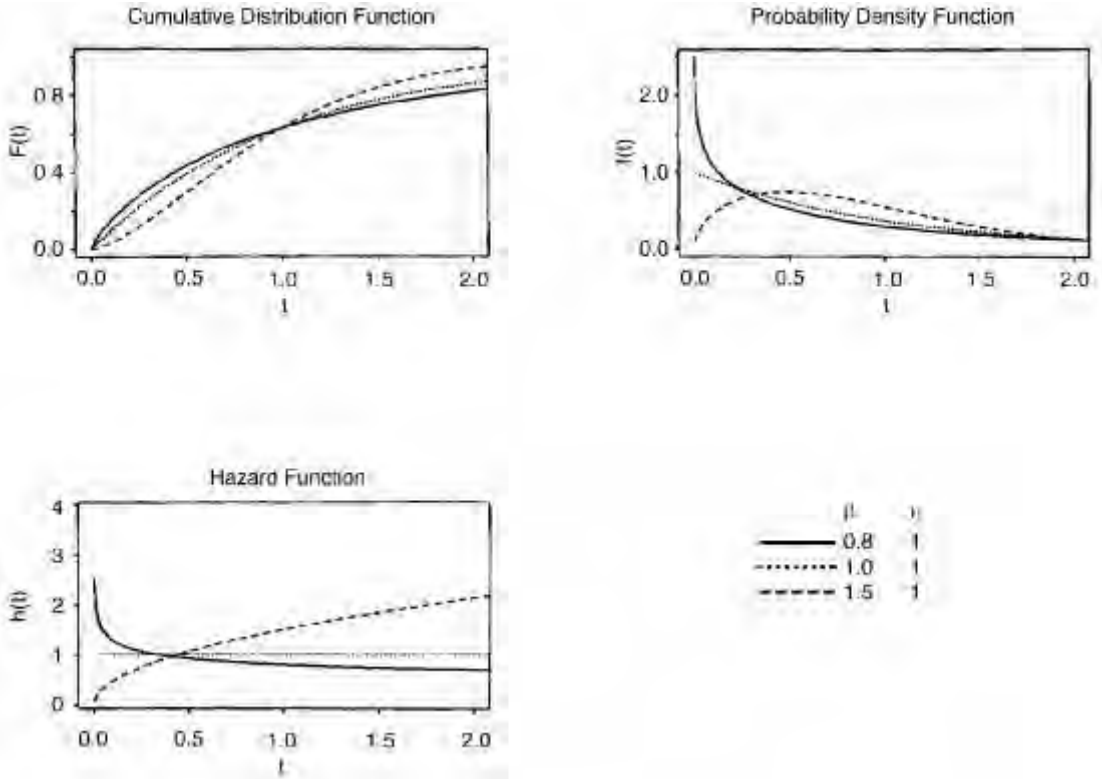 Cumulative Distribution Function
F(t)
0.8
0.4
0.0
0.0 0.5 1.0 1.5 2.0
t
Probability Density Function
f(t)
2.0
1.0
0.0
0.0 0.5 1.0 1.5 2.0
t
Hazard Function
h(t)
4
3
2
1
0
0.0 0.5 1.0 1.5 2.0
t
β η
0.8 1
1.0 1
1.5 1